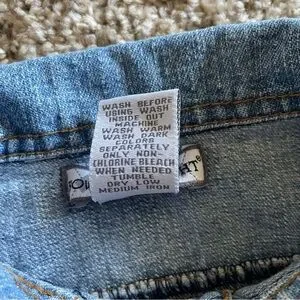 WASH BEFORE
USING WASH
INSIDE OUT
MACHINE
WASH WARM
WASH DARK
COLORS
SEPARATELY
ONLY NON-
CHLORINE BLEACH
WHEN NEEDED
TUMBLE
DRY LOW
MEDIUM IRON